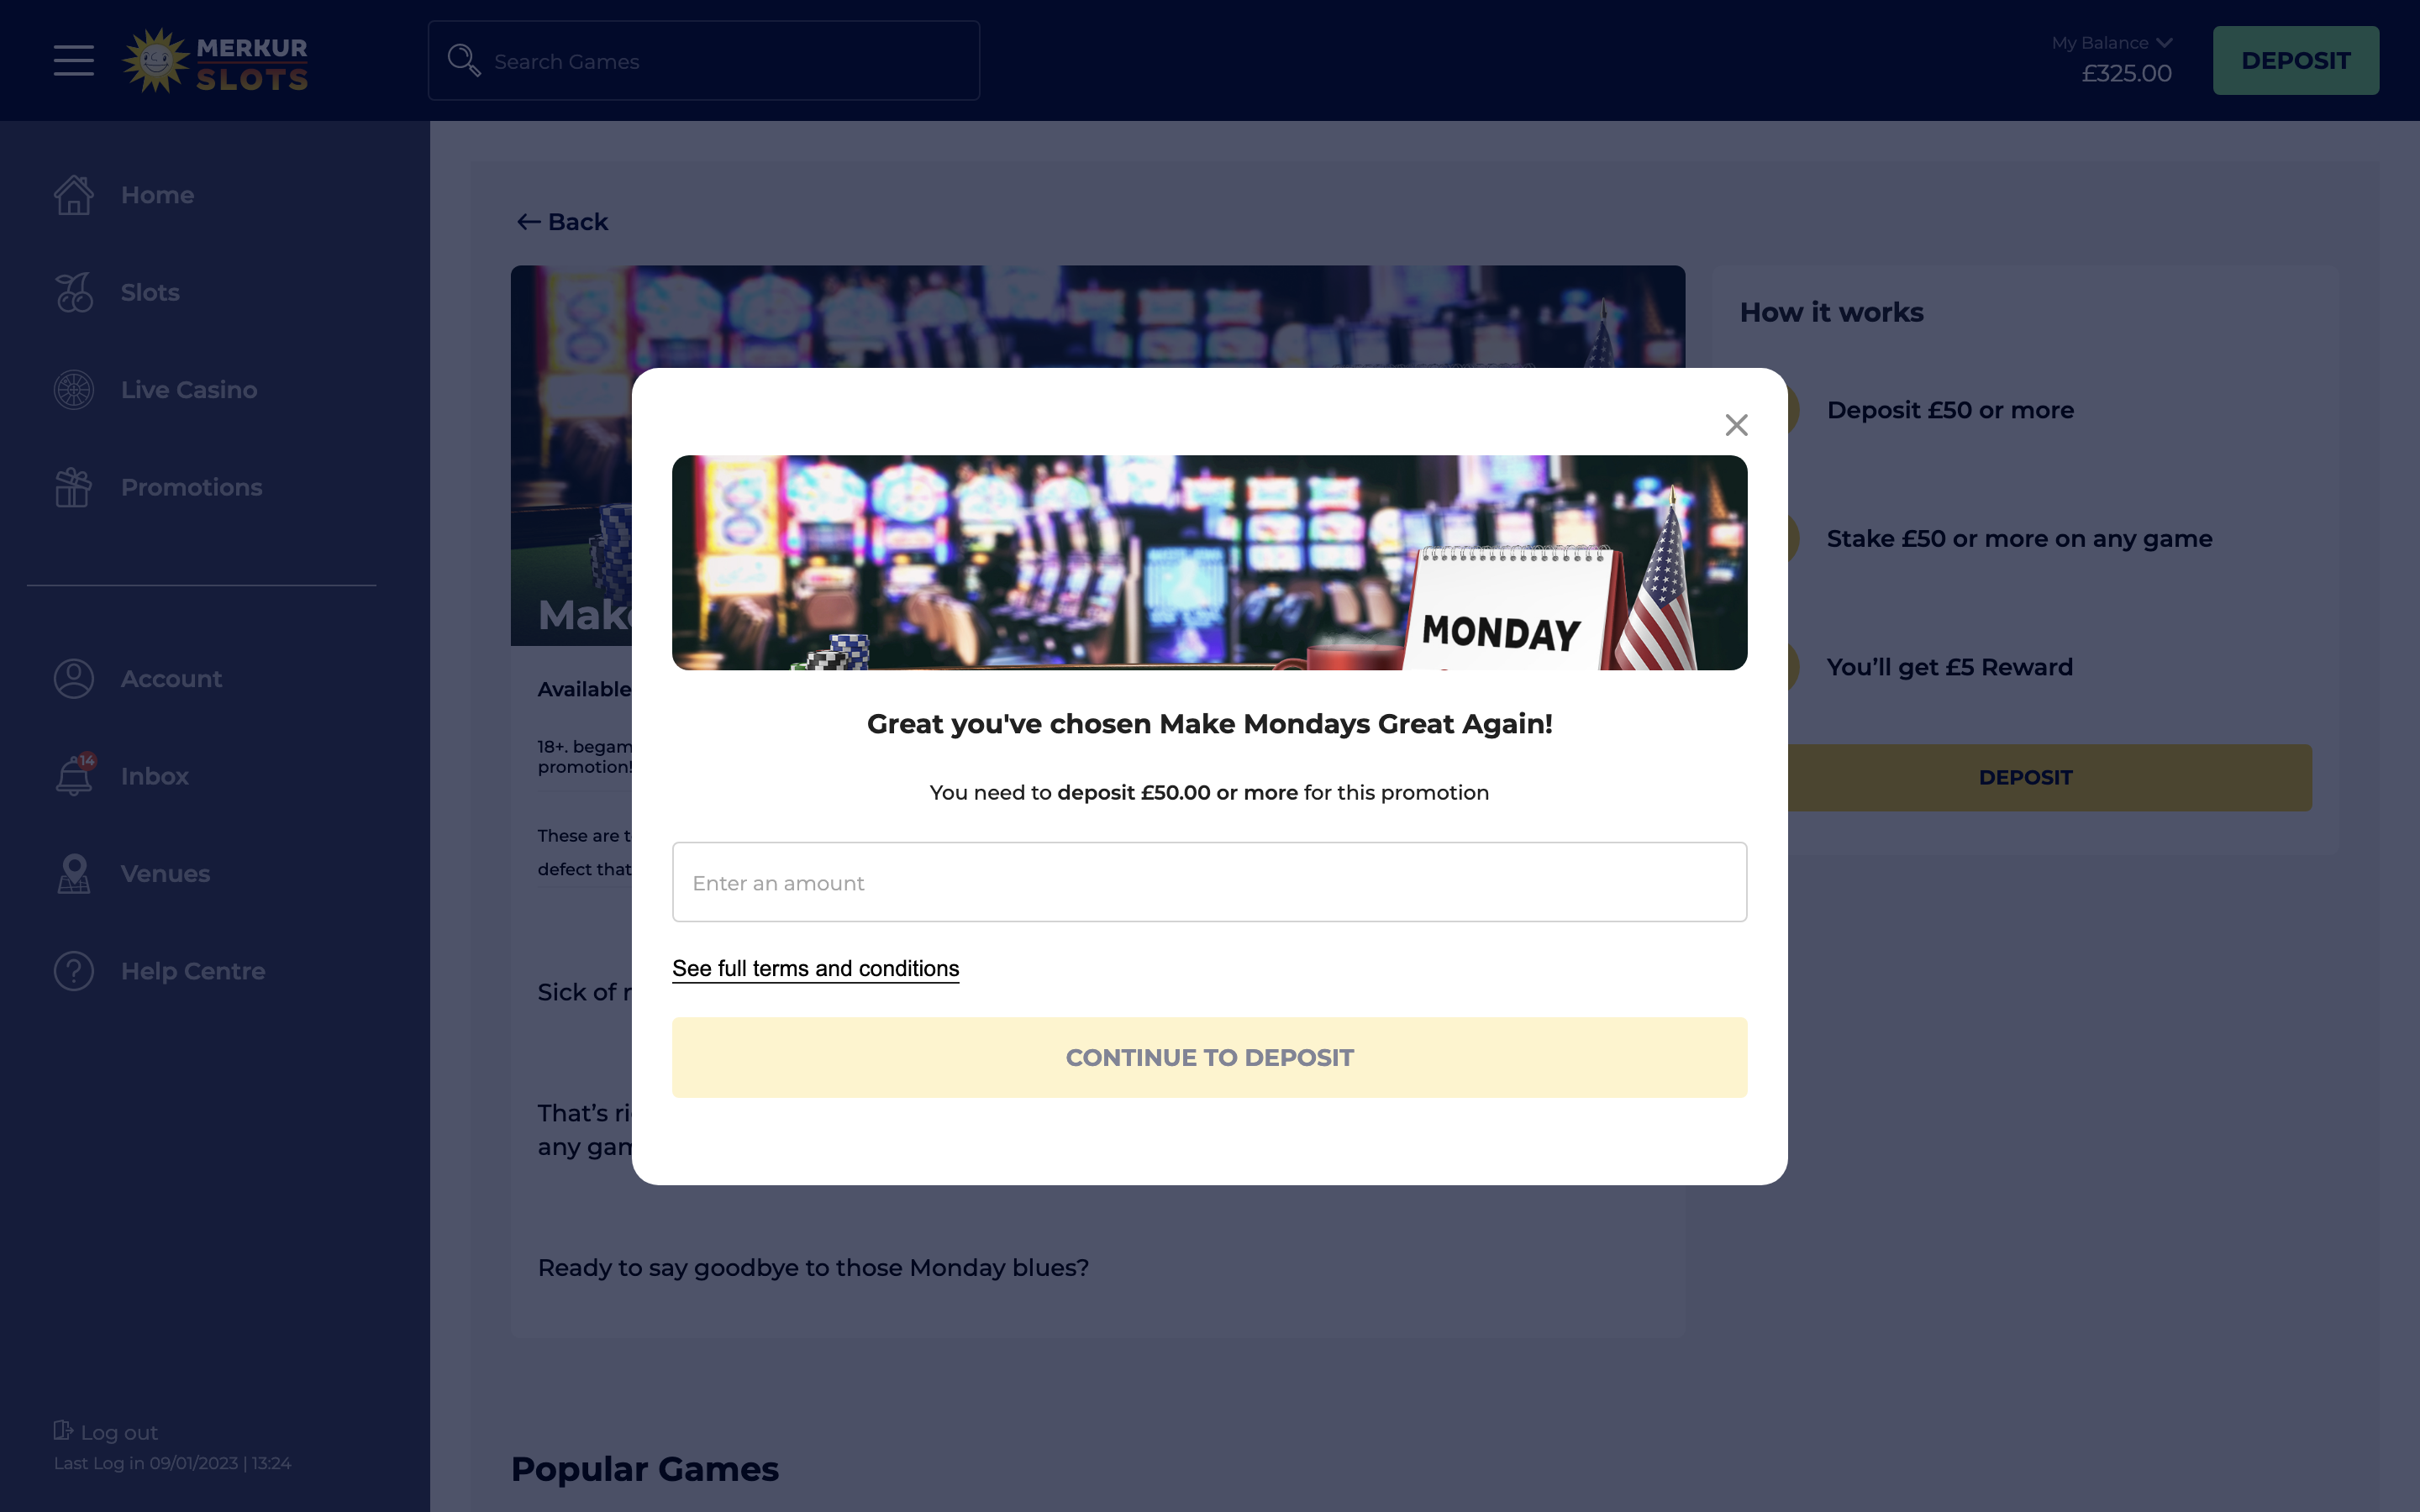 MERKUR
SLOTS
Search Games
My Balance
£325.00
DEPOSIT
Home
Slots
Live Casino
Promotions
Account
14
Inbox
Venues
Help Centre
Log out
Last Log in 09/01/2023 | 13:24
Back
How it works
Deposit £50 or more
Stake £50 or more on any game
You'll get £5 Reward
DEPOSIT
Available
18+.
promotion!
These are
defect that
Sick of
That's
any
Ready to say goodbye to those Monday blues?
Popular Games
MONDAY
Great you've chosen Make Mondays Great Again!
You need to deposit £50.00 or more for this promotion
Enter an amount
See full terms and conditions
CONTINUE TO DEPOSIT